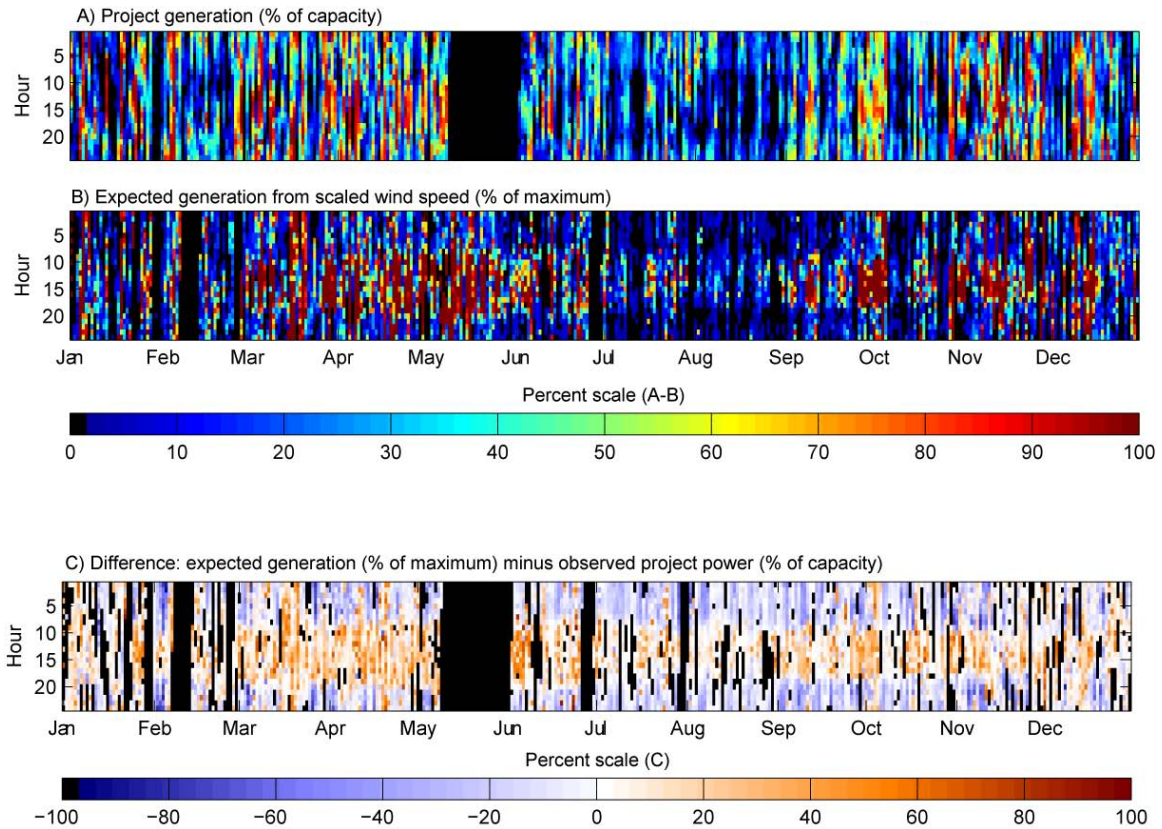 A) Project generation (% of capacity)
Hour
5
10
15
20
B) Expected generation from scaled wind speed (% of maximum)
Hour
5
10
15
20
Jan Feb Mar Apr May Jun Jul Aug Sep Oct Nov Dec
Percent scale (A-B)
0 10 20 30 40 50 60 70 80 90 100
C) Difference: expected generation (% of maximum) minus observed project power (% of capacity)
Hour
5
10
15
20
Jan Feb Mar Apr May Jun Jul Aug Sep Oct Nov Dec
Percent scale (C)
−100 −80 −60 −40 −20 0 20 40 60 80 100